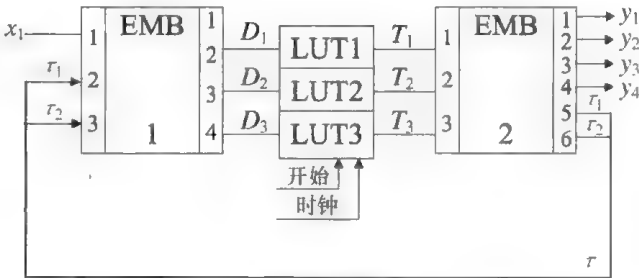 EMB 1 EMB 1
x₁ 1 2 D₁ LUT1 T₁ 1 2 y₁
τ₁ 2 3 D₂ LUT2 T₂ 2 3 y₂
τ₂ 3 4 D₃ LUT3 T₃ 3 4 y₃
y₄
5 τ₁
6 τ₂
1 2
开始
时钟
τ